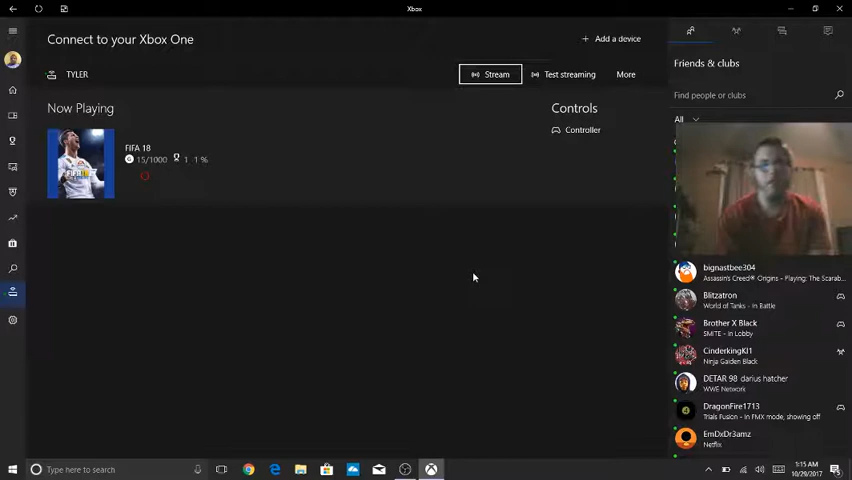 Xbox
Connect to your Xbox One
Add a device
TYLER
Stream
Test streaming
More
Now Playing
FIFA 18
15/1000 1 1 %
FIFA 18
Controls
Controller
Friends & clubs
Find people or clubs
All
bignastbee304
Assassin's Creed® Origins - Playing: The Scarab...
Blitzatron
World of Tanks - In Battle
Brother X Black
SMITE - In Lobby
CinderkingKI1
Ninja Gaiden Black
DETAR 98 darius hatcher
WWE Network
DragonFire1713
Trials Fusion - In FMX mode, showing off
EmDxDr3amz
Netflix
Type here to search
1:15 AM
10/29/2017